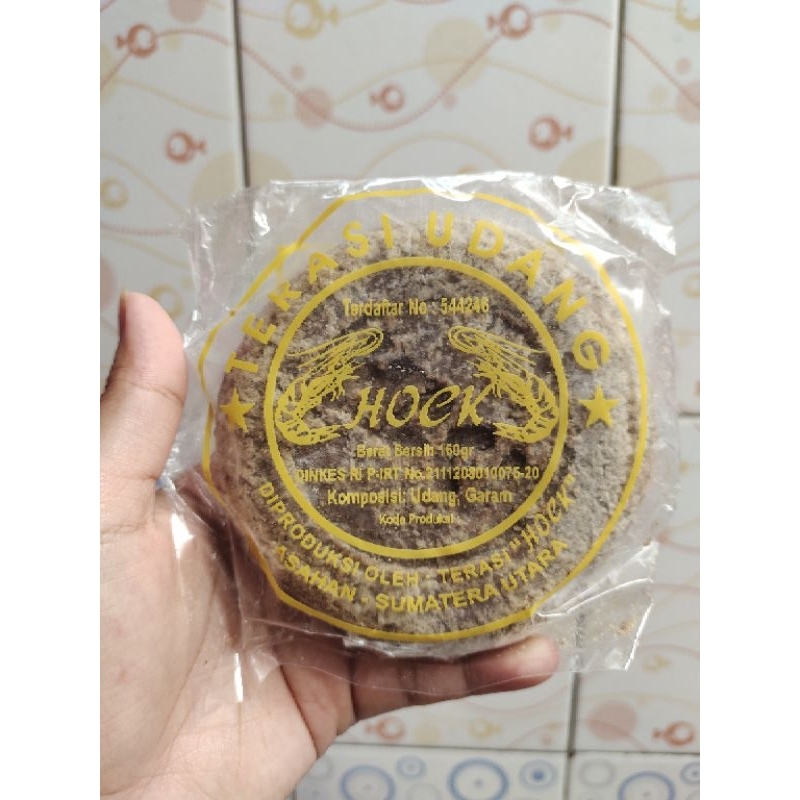 TERASI UDANG
Terdaftar No : 544246
HOCK
Berat Bersih 160gr
DINKES RI P-IRT No.2111209010075-20
Komposisi: Udang, Garam
Kode Produksi :
DIPRODUKSI OLEH - TERASI "HOCK"
ASAHAN - SUMATERA UTARA